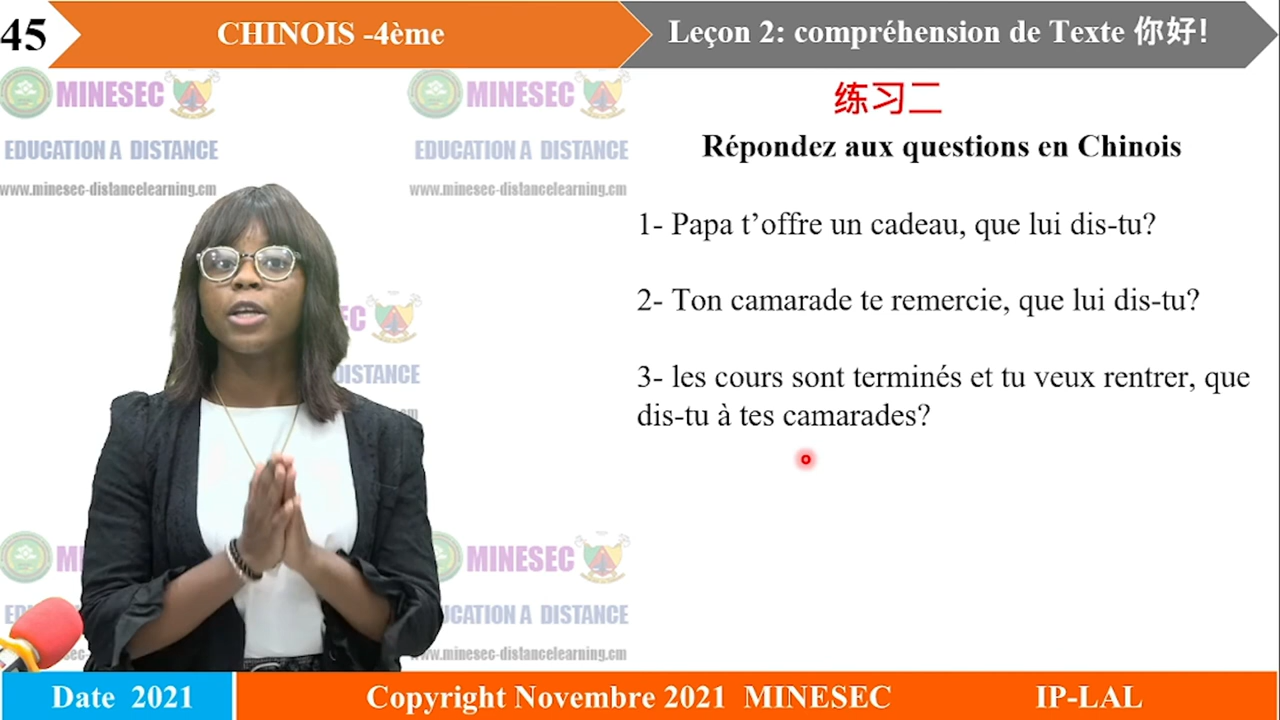 45
CHINOIS -4ème
Leçon 2: compréhension de Texte 你好!
MINESEC
EDUCATION A DISTANCE
www.minesec-distancelearning.cm
MINESEC
EDUCATION A DISTANCE
www.minesec-distancelearning.cm
练习二
Répondez aux questions en Chinois
1- Papa t’offre un cadeau, que lui dis-tu?
2- Ton camarade te remercie, que lui dis-tu?
3- les cours sont terminés et tu veux rentrer, que
dis-tu à tes camarades?
EC
DISTANCE
MINESEC
DISTANCE
www.minesec-distancelearning.cm
Date 2021
Copyright Novembre 2021 MINESEC
IP-LAL